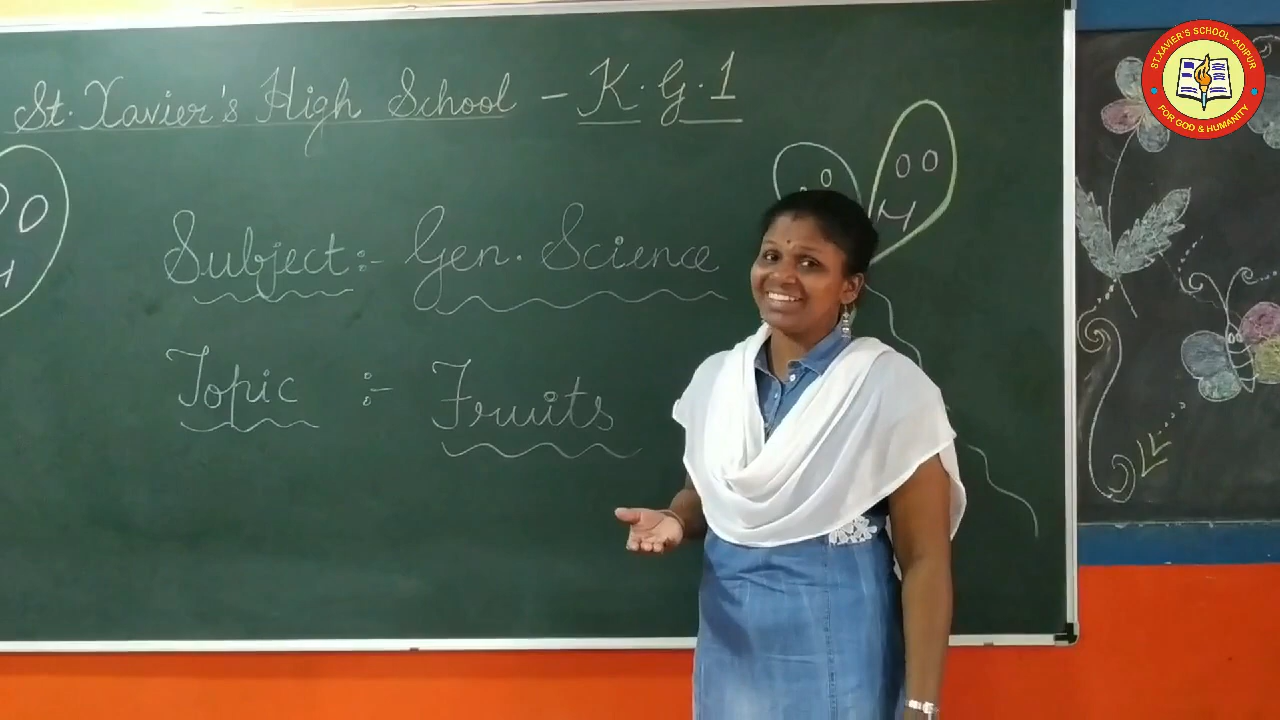 St. Xavier's High School - K.G.1
Subject:- Gen. Science
Topic :- Fruits
ST.XAVIER'S SCHOOL-ADIPUR
FOR GOD & HUMANITY